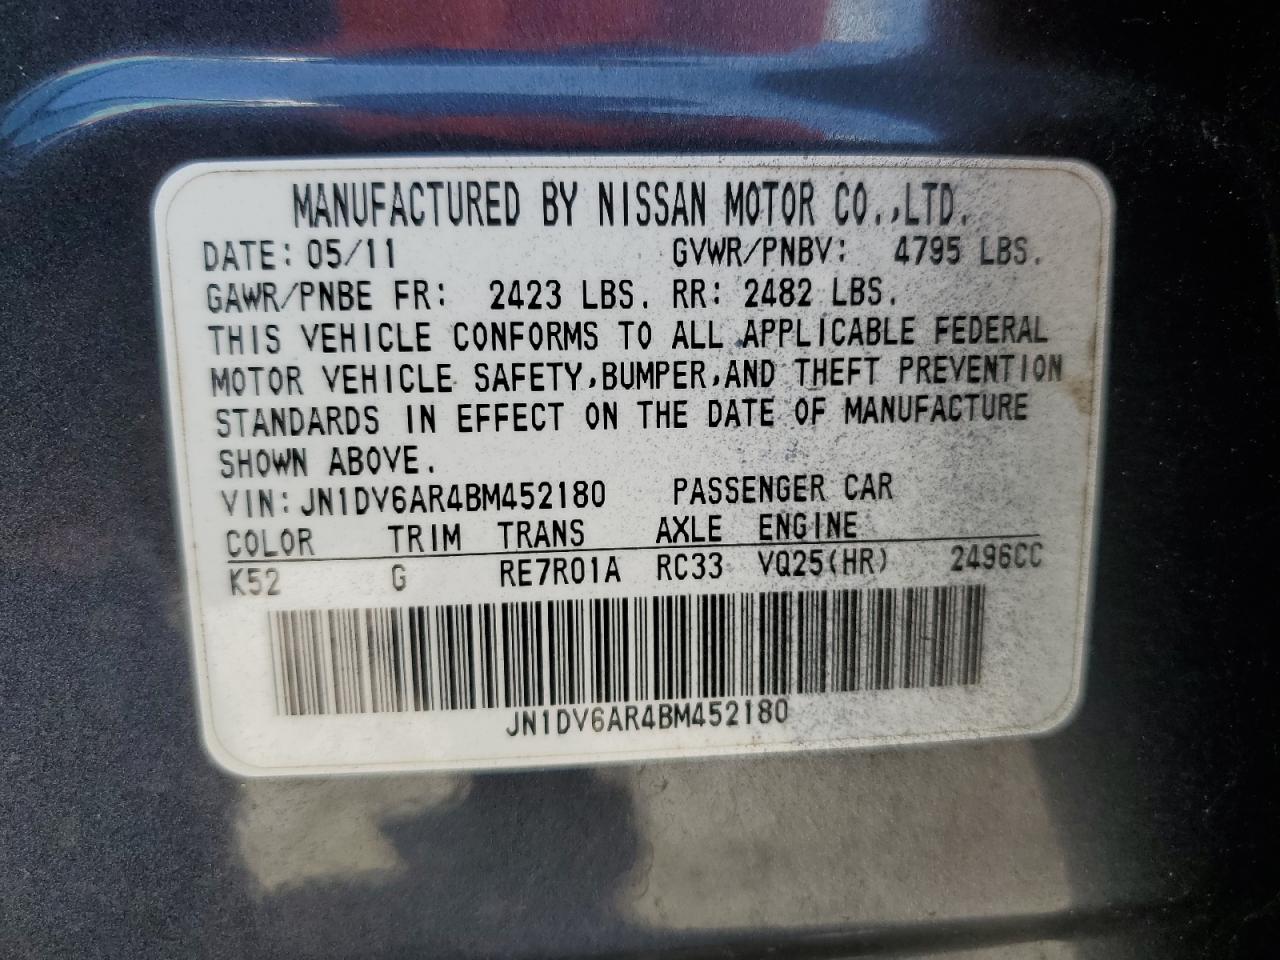 MANUFACTURED BY NISSAN MOTOR CO.,LTD.
DATE: 05/11 GVWR/PNBV: 4795 LBS.
GAWR/PNBE FR: 2423 LBS. RR: 2482 LBS.
THIS VEHICLE CONFORMS TO ALL APPLICABLE FEDERAL
MOTOR VEHICLE SAFETY,BUMPER,AND THEFT PREVENTION
STANDARDS IN EFFECT ON THE DATE OF MANUFACTURE
SHOWN ABOVE.
VIN:JN1DV6AR4BM452180 PASSENGER CAR
COLOR TRIM TRANS AXLE ENGINE
K52 G RE7R01A RC33 VQ25(HR) 2496CC
JN1DV6AR4BM452180